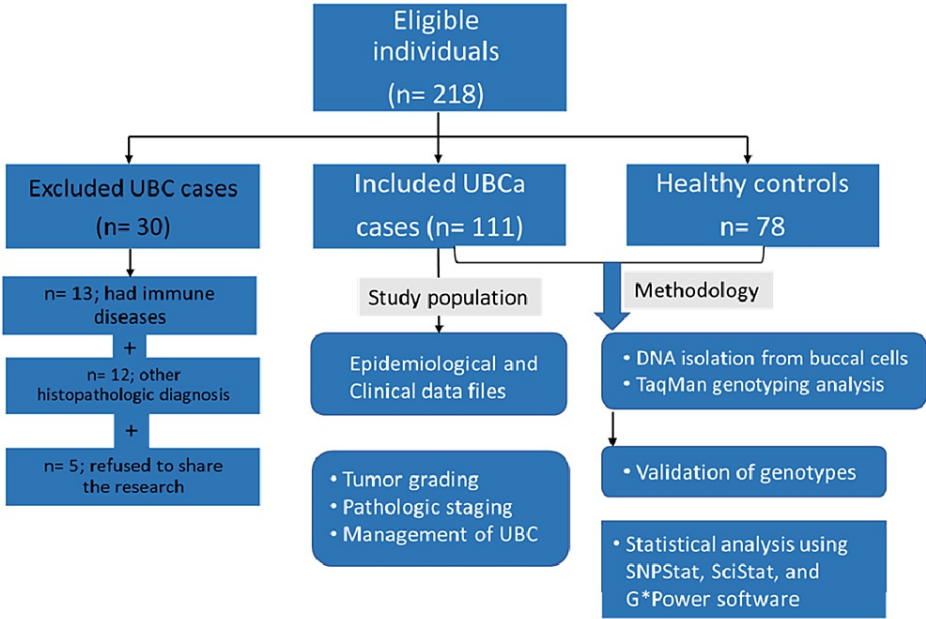 Eligible
individuals
(n= 218)
Excluded UBC cases
(n= 30)
Included UBCa
cases (n= 111)
Healthy controls
n= 78
n= 13; had immune
diseases
+
n= 12; other
histopathologic diagnosis
+
n= 5; refused to share
the research
Study population
Epidemiological and
Clinical data files
• Tumor grading
• Pathologic staging
• Management of UBC
Methodology
• DNA isolation from buccal cells
• TaqMan genotyping analysis
• Validation of genotypes
• Statistical analysis using
SNPStat, SciStat, and
G*Power software